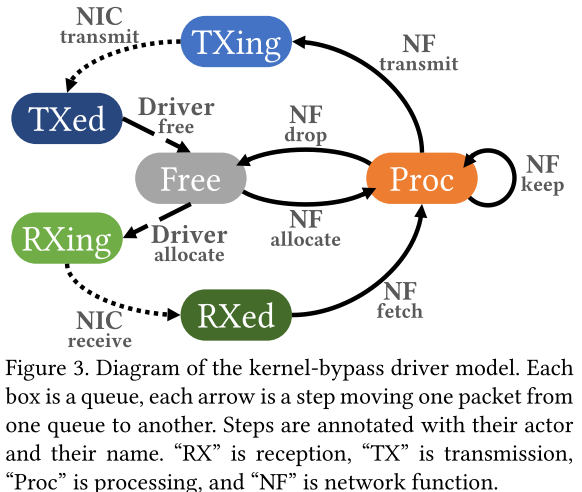 NIC
transmit
TXing
NF
transmit
TXed
Driver
free
NF
drop
Free
Proc
NF
keep
RXing
Driver
allocate
NF
allocate
NIC
receive
RXed
NF
fetch
Figure 3. Diagram of the kernel-bypass driver model. Each
box is a queue, each arrow is a step moving one packet from
one queue to another. Steps are annotated with their actor
and their name. “RX” is reception, “TX” is transmission,
“Proc” is processing, and “NF” is network function.